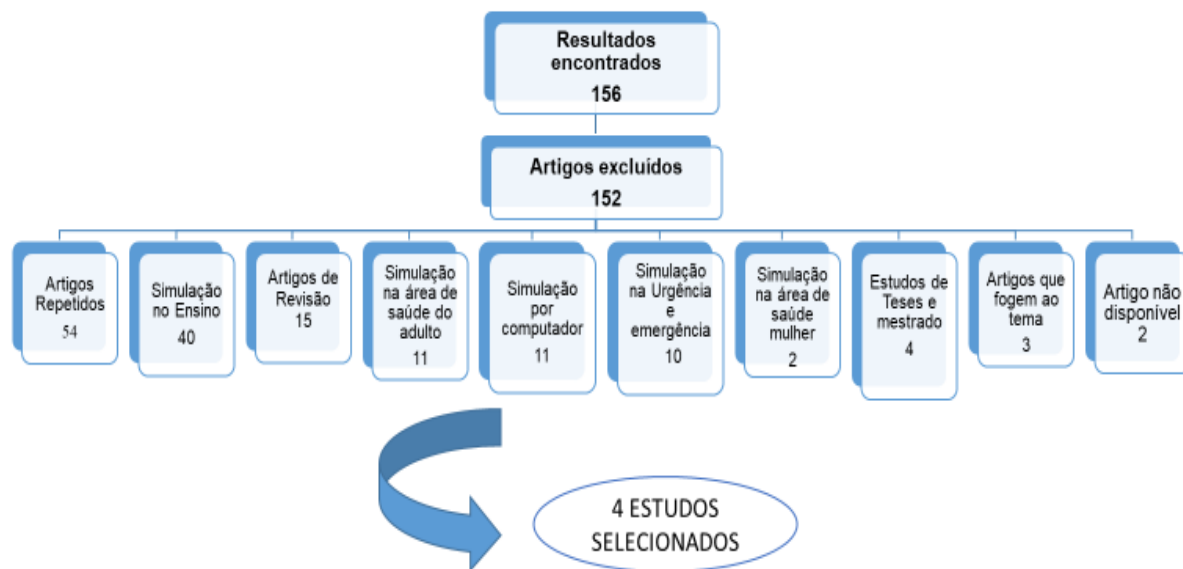 Resultados
encontrados
156
Artigos excluídos
152
Artigos
Repetidos
54
Simulação
no Ensino
40
Artigos de
Revisão
15
Simulação
na área de
saúde do
adulto
11
Simulação
por
computador
11
Simulação
na Urgência
e
emergência
10
Simulação
na área de
saúde
mulher
2
Estudos de
Teses e
mestrado
4
Artigos que
fogem ao
tema
3
Artigo não
disponível
2
4 ESTUDOS
SELECIONADOS